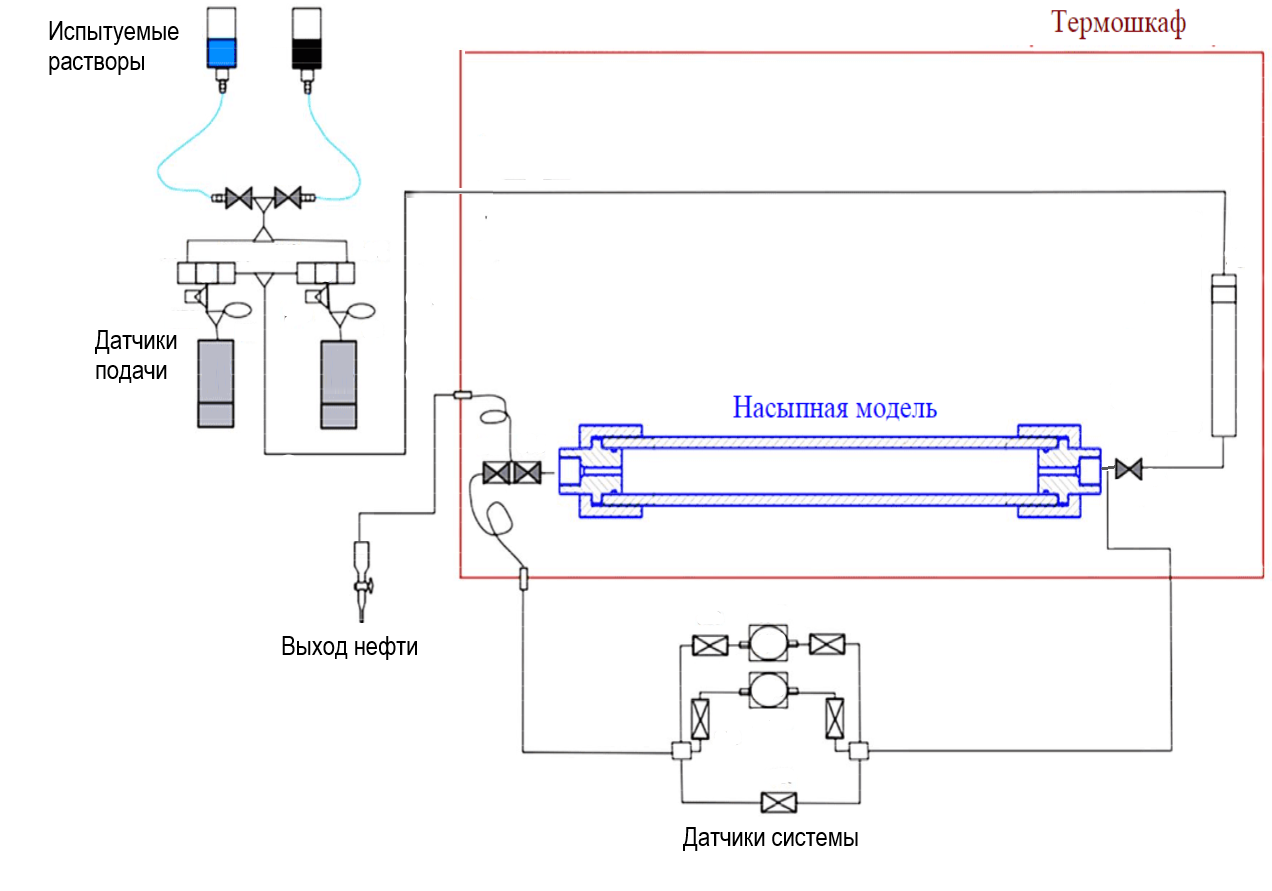 Испытуемые
растворы
Термошкаф
Датчики
подачи
Насыпная модель
Выход нефти
Датчики системы